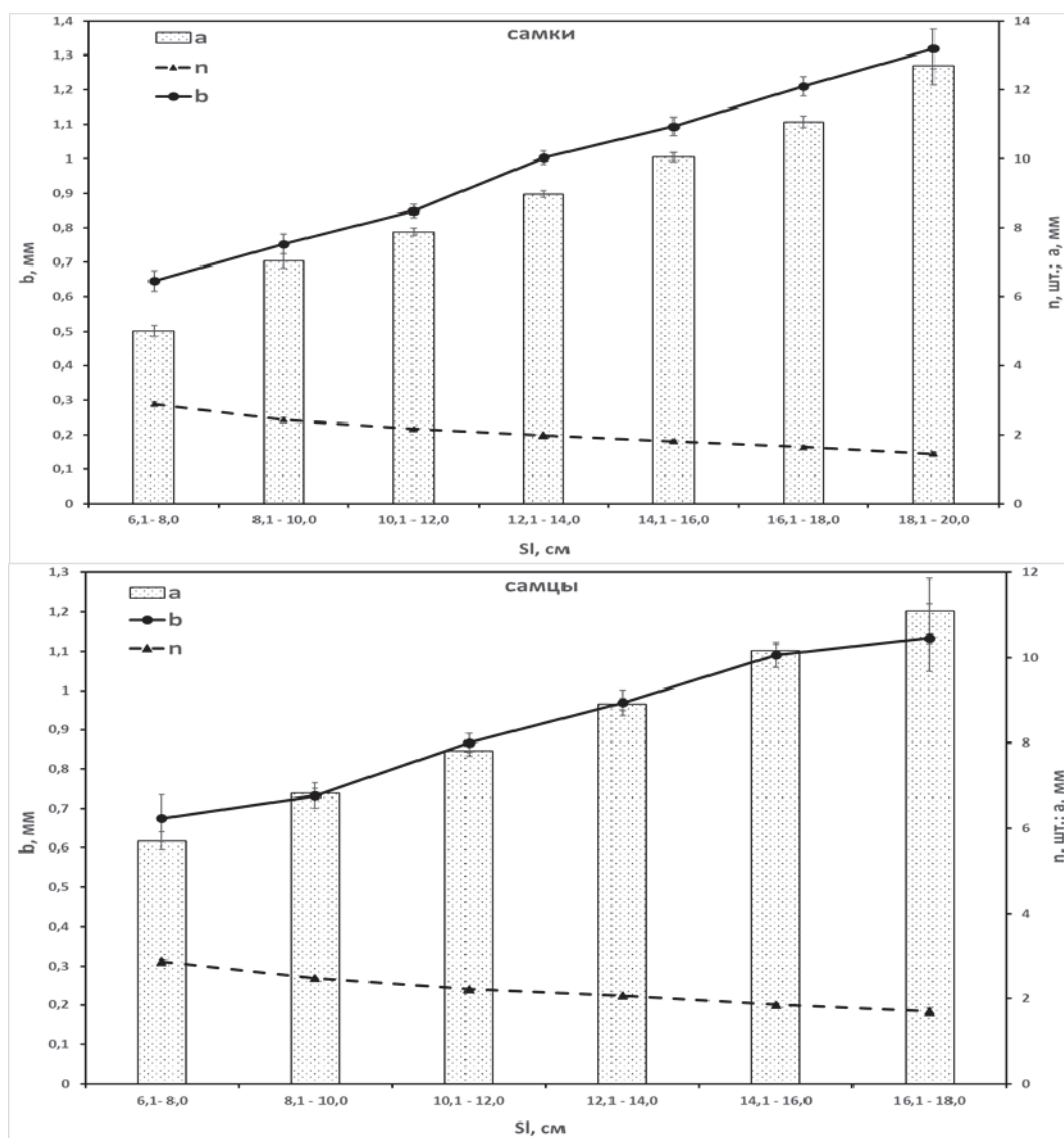 самки
a
n
b
1,4
1,3
1,2
1,1
1
0,9
0,8
0,7
0,6
0,5
0,4
0,3
0,2
0,1
0
b, мм
14
12
10
8
6
4
2
0
n, шт.; a, мм
6,1- 8,0
8,1 - 10,0
10,1 - 12,0
12,1 - 14,0
14,1 - 16,0
16,1 - 18,0
18,1 - 20,0
Sl, см
самцы
a
b
n
1,3
1,2
1,1
1
0,9
0,8
0,7
0,6
0,5
0,4
0,3
0,2
0,1
0
b, мм
12
10
8
6
4
2
0
n, шт.; a, мм
6,1- 8,0
8,1 - 10,0
10,1 - 12,0
12,1 - 14,0
14,1 - 16,0
16,1 - 18,0
Sl, см